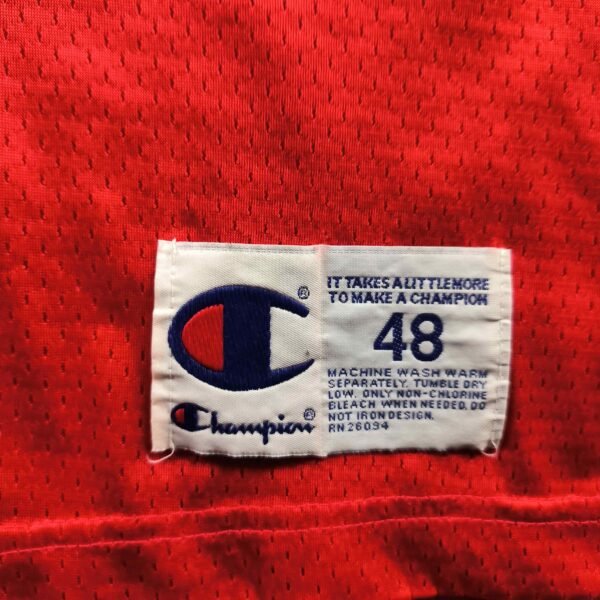 ®
Champion®
IT TAKES A LITTLE MORE
TO MAKE A CHAMPION
48
MACHINE WASH WARM
SEPARATELY. TUMBLE DRY
LOW. ONLY NON-CHLORINE
BLEACH WHEN NEEDED. DO
NOT IRON DESIGN.
RN 26094